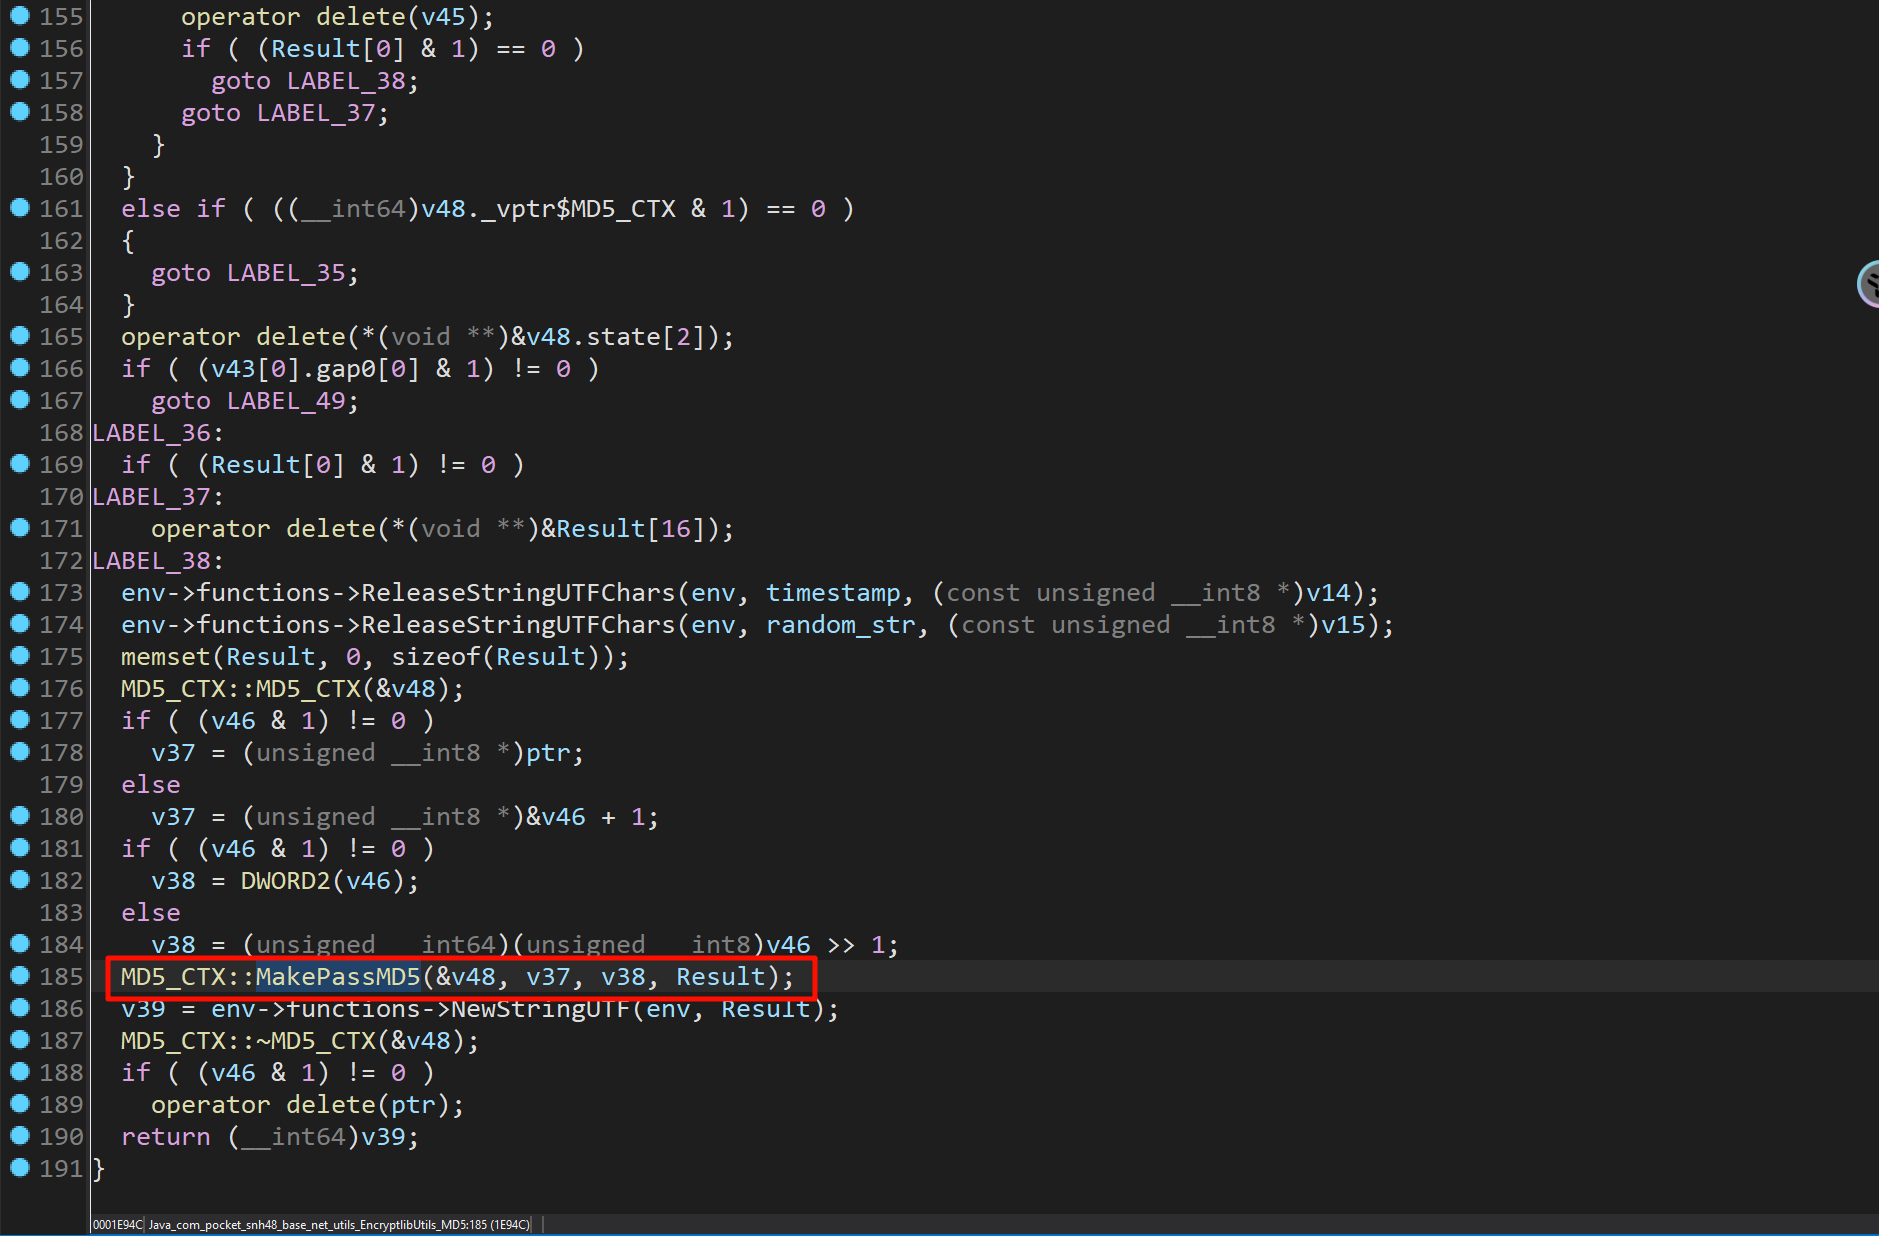 155 operator delete(v45);
156 if ( (Result[0] & 1) == 0 )
157 goto LABEL_38;
158 goto LABEL_37;
159 }
160 }
161 else if ( ((__int64)v48._vptr$MD5_CTX & 1) == 0 )
162 {
163 goto LABEL_35;
164 }
165 operator delete(*(void **)&v48.state[2]);
166 if ( (v43[0].gap0[0] & 1) != 0 )
167 goto LABEL_49;
168 LABEL_36:
169 if ( (Result[0] & 1) != 0 )
170 LABEL_37:
171 operator delete(*(void **)&Result[16]);
172 LABEL_38:
173 env->functions->ReleaseStringUTFChars(env, timestamp, (const unsigned __int8 *)v14);
174 env->functions->ReleaseStringUTFChars(env, random_str, (const unsigned __int8 *)v15);
175 memset(Result, 0, sizeof(Result));
176 MD5_CTX::MD5_CTX(&v48);
177 if ( (v46 & 1) != 0 )
178 v37 = (unsigned __int8 *)ptr;
179 else
180 v37 = (unsigned __int8 *)&v46 + 1;
181 if ( (v46 & 1) != 0 )
182 v38 = DWORD2(v46);
183 else
184 v38 = (unsigned __int64)(unsigned __int8)v46 >> 1;
185 MD5_CTX::MakePassMD5(&v48, v37, v38, Result);
186 v39 = env->functions->NewStringUTF(env, Result);
187 MD5_CTX::~MD5_CTX(&v48);
188 if ( (v46 & 1) != 0 )
189 operator delete(ptr);
190 return (__int64)v39;
191 }
0001E94C Java_com_pocket_snh48_base_net_utils_EncryptlibUtils_MD5:185 (1E94C)